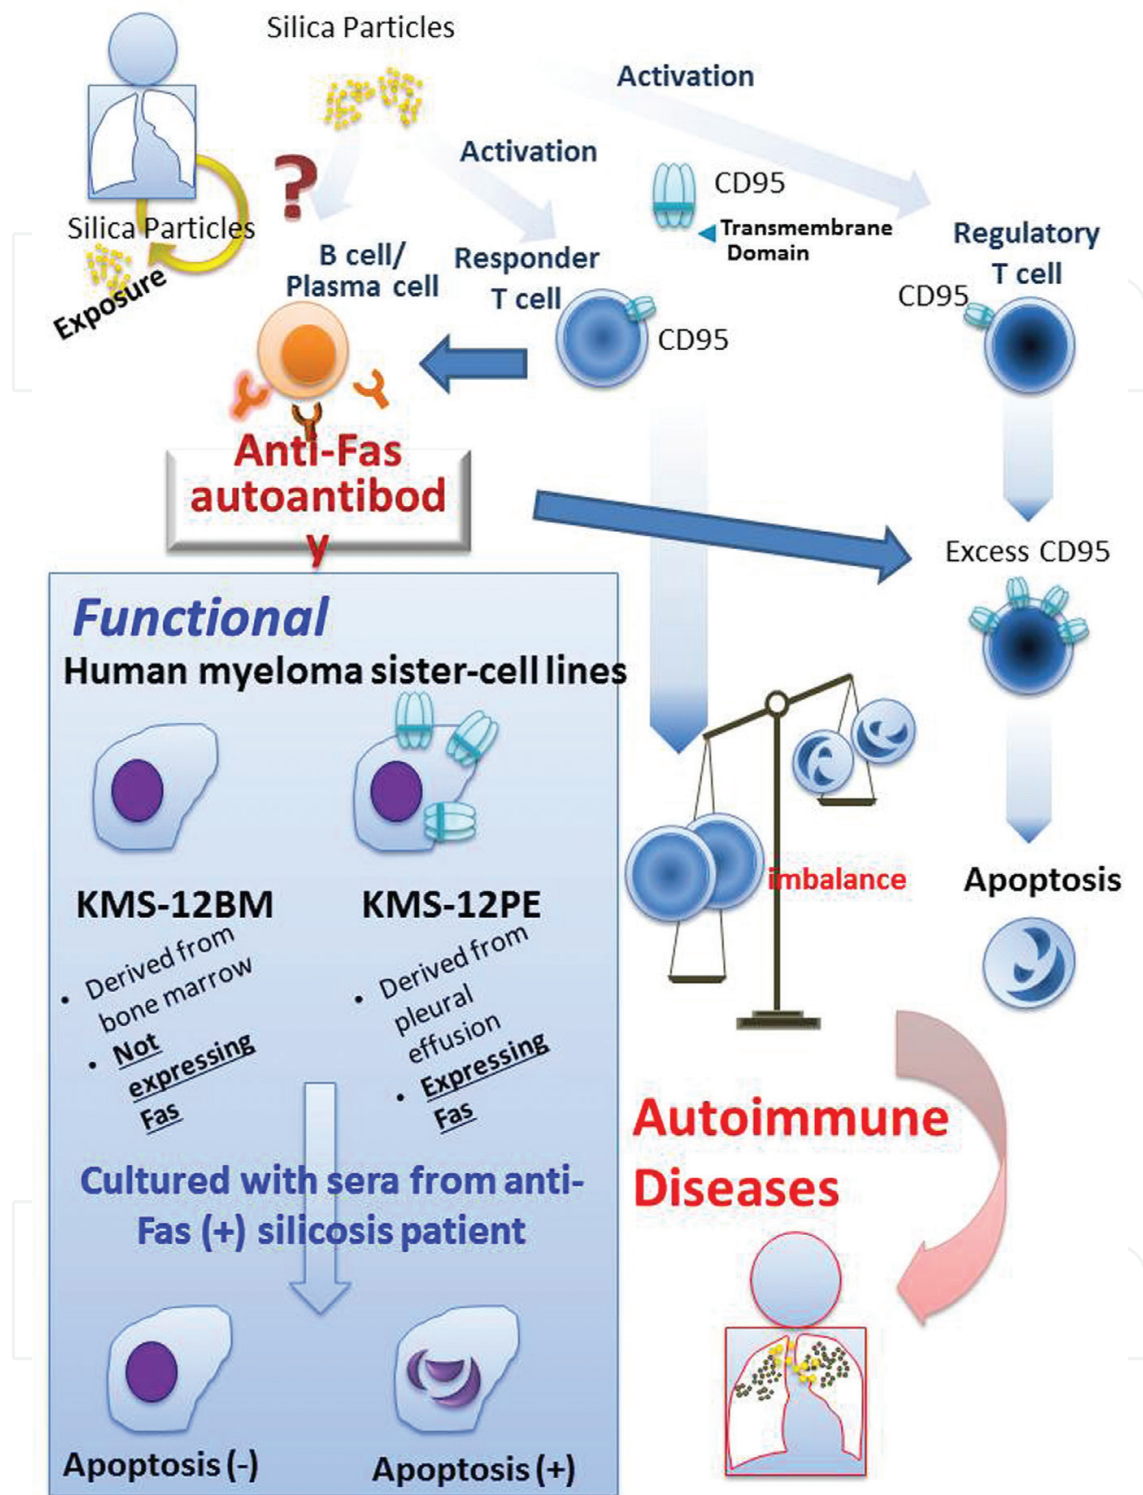 Silica Particles
Activation
Activation
?
CD95
Transmembrane
Domain
Silica Particles
Exposure
B cell/
Plasma cell
Responder
T cell
CD95
Regulatory
T cell
CD95
Anti-Fas
autoantibod
y
Excess CD95
Functional
Human myeloma sister-cell lines
KMS-12BM
• Derived from
bone marrow
• Not
expressing
Fas
KMS-12PE
• Derived from
pleural
effusion
• Expressing
Fas
imbalance
Apoptosis
Cultured with sera from anti-
Fas (+) silicosis patient
Autoimmune
Diseases
Apoptosis (-)
Apoptosis (+)